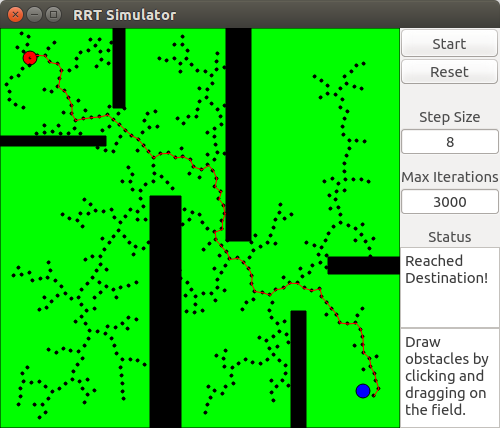 RRT Simulator
Start
Reset
Step Size
8
Max Iterations
3000
Status
Reached
Destination!
Draw
obstacles by
clicking and
dragging on
the field.